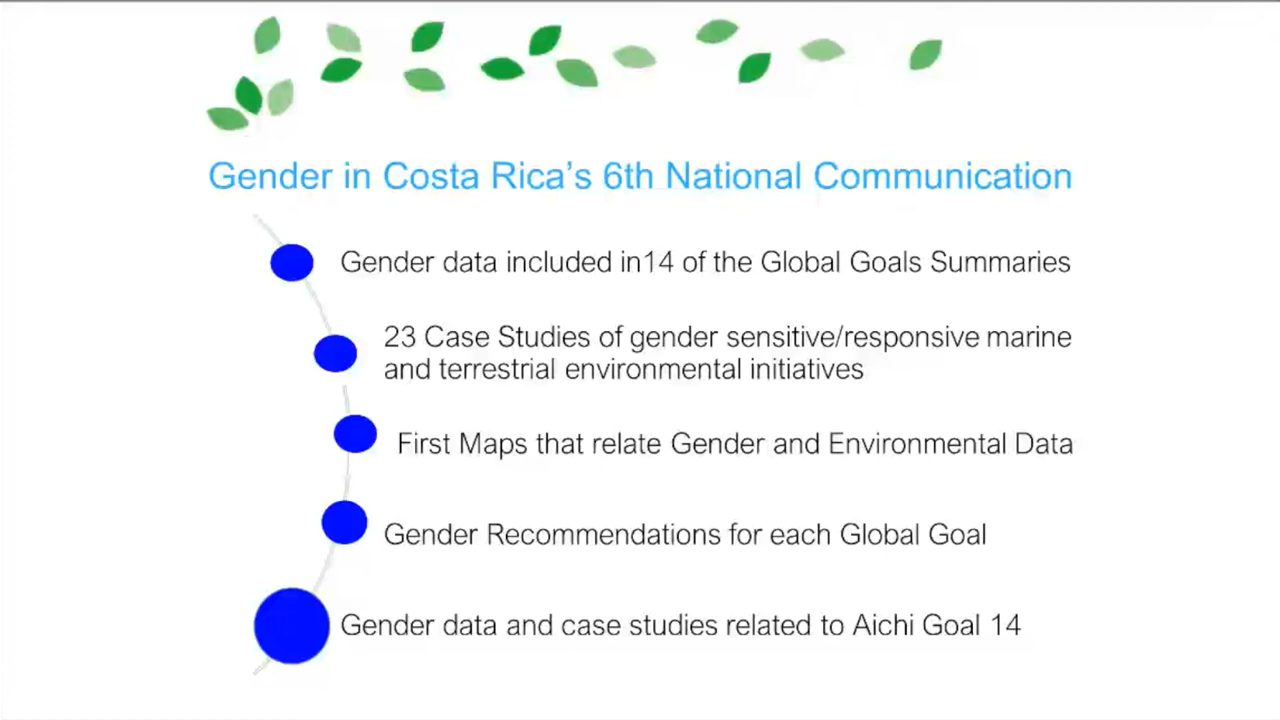 Gender in Costa Rica’s 6th National Communication
Gender data included in14 of the Global Goals Summaries
23 Case Studies of gender sensitive/responsive marine
and terrestrial environmental initiatives
First Maps that relate Gender and Environmental Data
Gender Recommendations for each Global Goal
Gender data and case studies related to Aichi Goal 14